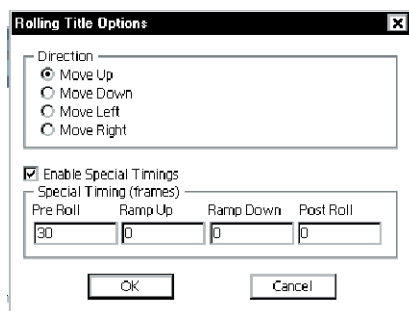 Rolling Title Options
Direction
Move Up
Move Down
Move Left
Move Right
Enable Special Timings
Special Timing (frames)
Pre Roll Ramp Up Ramp Down Post Roll
30 0 0 0
OK Cancel